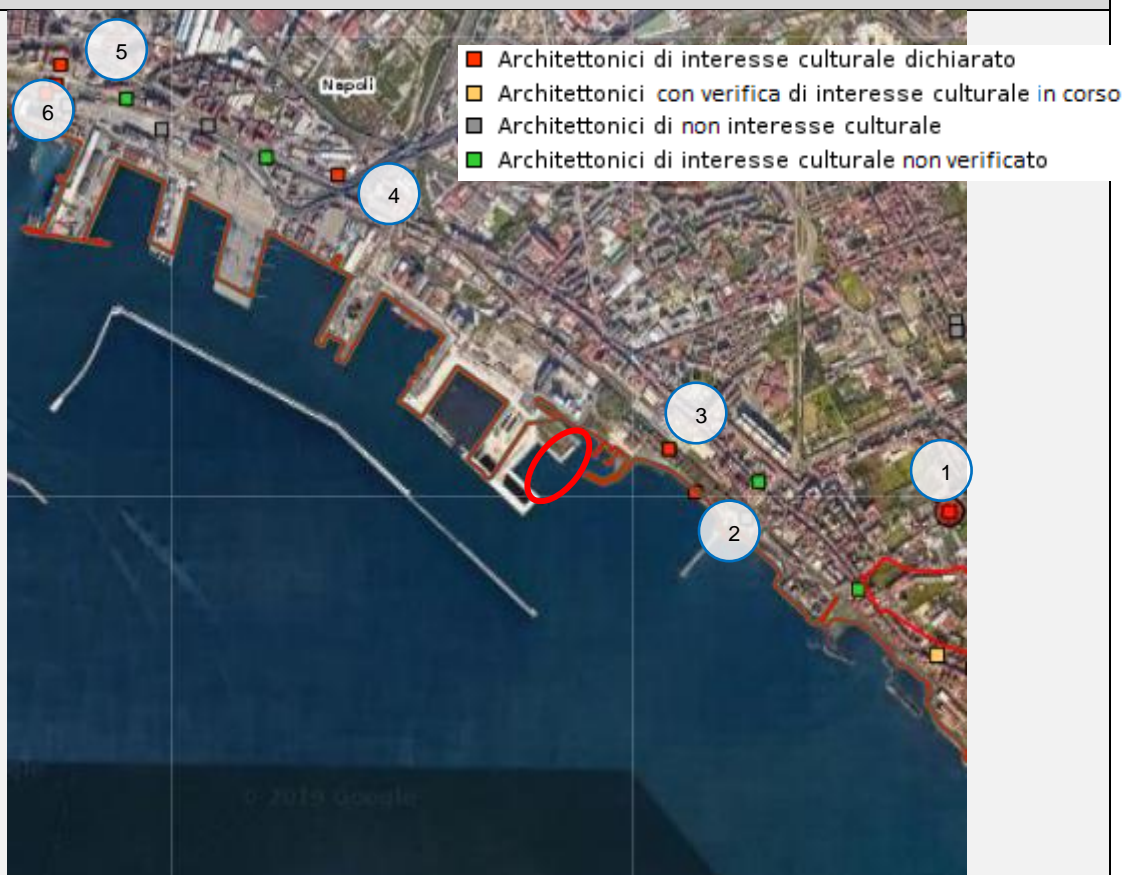 5
6
Napoli
Architettonici di interesse culturale dichiarato
Architettonici con verifica di interesse culturale in corso
Architettonici di non interesse culturale
Architettonici di interesse culturale non verificato
4
3
1
2
© 2019 Google